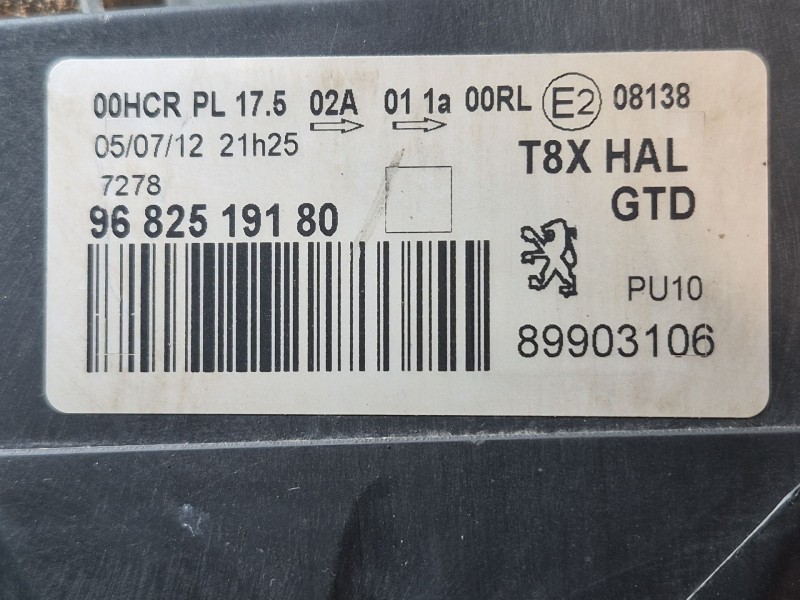 00HCR PL 17.5 02A 01 1a 00RL E2 08138
05/07/12 21h25
T8X HAL
7278
GTD
96 825 191 80
PU10
89903106